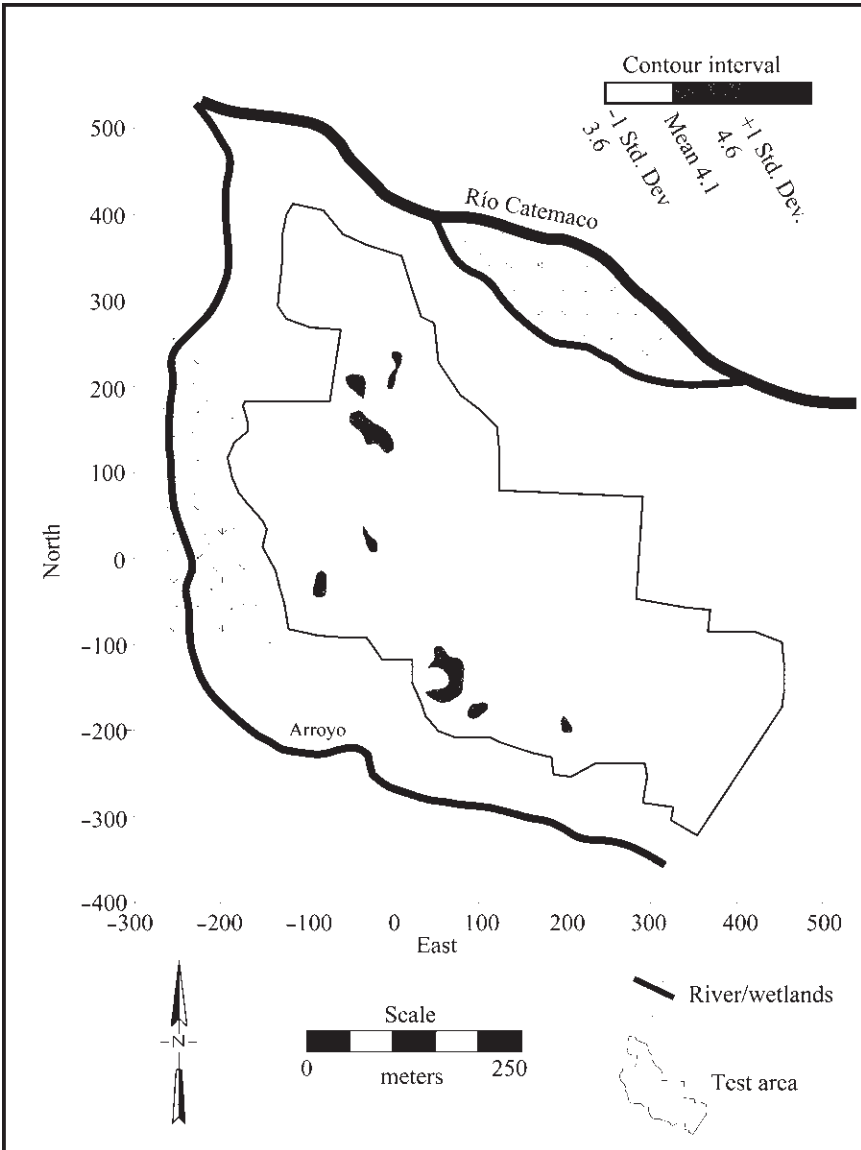 Contour interval
-1 Std. Dev
3.6
Mean 4.1
+1 Std. Dev.
4.6
Río Catemaco
500
400
300
200
100
0
-100
-200
-300
-400
North
Arroyo
-300
-200
-100
0
100
200
300
400
500
East
-N-
Scale
0
250
meters
River/wetlands
Test area